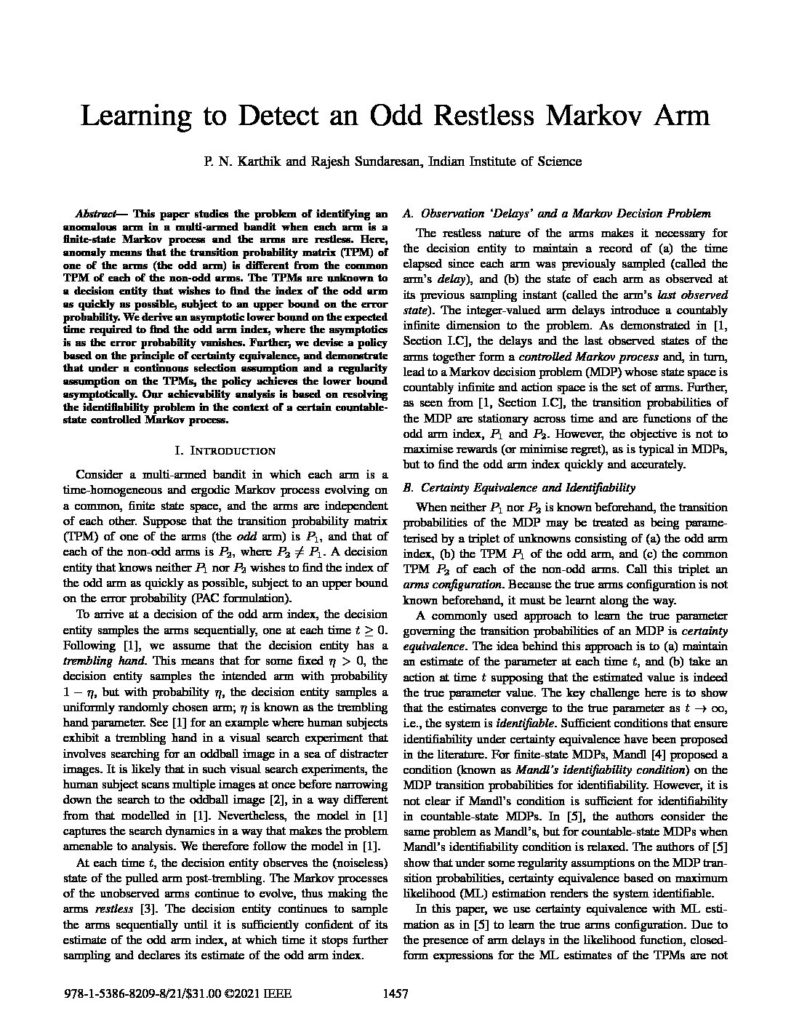 Learning to Detect an Odd Restless Markov Arm
P. N. Karthik and Rajesh Sundaresan, Indian Institute of Science
Abstract— This paper studies the problem of identifying an
anomalous arm in a multi-armed bandit when each arm is a
finite-state Markov process and the arms are restless. Here,
anomaly means that the transition probability matrix (TPM) of
one of the arms (the odd arm) is different from the common
TPM of each of the non-odd arms. The TPMs are unknown to
a decision entity that wishes to find the index of the odd arm
as quickly as possible, subject to an upper bound on the error
probability. We derive an asymptotic lower bound on the expected
time required to find the odd arm index, where the asymptotics
is as the error probability vanishes. Further, we devise a policy
based on the principle of certainty equivalence, and demonstrate
that under a continuous selection assumption and a regularity
assumption on the TPMs, the policy achieves the lower bound
asymptotically. Our achievability analysis is based on resolving
the identifiability problem in the context of a certain countable-
state controlled Markov process.
I. INTRODUCTION
Consider a multi-armed bandit in which each arm is a
time-homogeneous and ergodic Markov process evolving on
a common, finite state space, and the arms are independent
of each other. Suppose that the transition probability matrix
(TPM) of one of the arms (the odd arm) is P₁, and that of
each of the non-odd arms is P₂, where P₂ ≠ P₁. A decision
entity that knows neither P₁ nor P₂ wishes to find the index of
the odd arm as quickly as possible, subject to an upper bound
on the error probability (PAC formulation).
To arrive at a decision of the odd arm index, the decision
entity samples the arms sequentially, one at each time t ≥ 0.
Following [1], we assume that the decision entity has a
trembling hand. This means that for some fixed η > 0, the
decision entity samples the intended arm with probability
1 − η, but with probability η, the decision entity samples a
uniformly randomly chosen arm; η is known as the trembling
hand parameter. See [1] for an example where human subjects
exhibit a trembling hand in a visual search experiment that
involves searching for an oddball image in a sea of distracter
images. It is likely that in such visual search experiments, the
human subject scans multiple images at once before narrowing
down the search to the oddball image [2], in a way different
from that modelled in [1]. Nevertheless, the model in [1]
captures the search dynamics in a way that makes the problem
amenable to analysis. We therefore follow the model in [1].
At each time t, the decision entity observes the (noiseless)
state of the pulled arm post-trembling. The Markov processes
of the unobserved arms continue to evolve, thus making the
arms restless [3]. The decision entity continues to sample
the arms sequentially until it is sufficiently confident of its
estimate of the odd arm index, at which time it stops further
sampling and declares its estimate of the odd arm index.
A. Observation 'Delays' and a Markov Decision Problem
The restless nature of the arms makes it necessary for
the decision entity to maintain a record of (a) the time
elapsed since each arm was previously sampled (called the
arm's delay), and (b) the state of each arm as observed at
its previous sampling instant (called the arm's last observed
state). The integer-valued arm delays introduce a countably
infinite dimension to the problem. As demonstrated in [1,
Section I.C], the delays and the last observed states of the
arms together form a controlled Markov process and, in turn,
lead to a Markov decision problem (MDP) whose state space is
countably infinite and action space is the set of arms. Further,
as seen from [1, Section I.C], the transition probabilities of
the MDP are stationary across time and are functions of the
odd arm index, P₁ and P₂. However, the objective is not to
maximise rewards (or minimise regret), as is typical in MDPs,
but to find the odd arm index quickly and accurately.
B. Certainty Equivalence and Identifiability
When neither P₁ nor P₂ is known beforehand, the transition
probabilities of the MDP may be treated as being parame-
terised by a triplet of unknowns consisting of (a) the odd arm
index, (b) the TPM P₁ of the odd arm, and (c) the common
TPM P₂ of each of the non-odd arms. Call this triplet an
arms configuration. Because the true arms configuration is not
known beforehand, it must be learnt along the way.
A commonly used approach to learn the true parameter
governing the transition probabilities of an MDP is certainty
equivalence. The idea behind this approach is to (a) maintain
an estimate of the parameter at each time t, and (b) take an
action at time t supposing that the estimated value is indeed
the true parameter value. The key challenge here is to show
that the estimates converge to the true parameter as t → ∞,
i.e., the system is identifiable. Sufficient conditions that ensure
identifiability under certainty equivalence have been proposed
in the literature. For finite-state MDPs, Mandl [4] proposed a
condition (known as Mandl's identifiability condition) on the
MDP transition probabilities for identifiability. However, it is
not clear if Mandl's condition is sufficient for identifiability
in countable-state MDPs. In [5], the authors consider the
same problem as Mandl's, but for countable-state MDPs when
Mandl's identifiability condition is relaxed. The authors of [5]
show that under some regularity assumptions on the MDP tran-
sition probabilities, certainty equivalence based on maximum
likelihood (ML) estimation renders the system identifiable.
In this paper, we use certainty equivalence with ML esti-
mation as in [5] to learn the true arms configuration. Due to
the presence of arm delays in the likelihood function, closed-
form expressions for the ML estimates of the TPMs are not
978-1-5386-8209-8/21/$31.00 ©2021 IEEE
1457